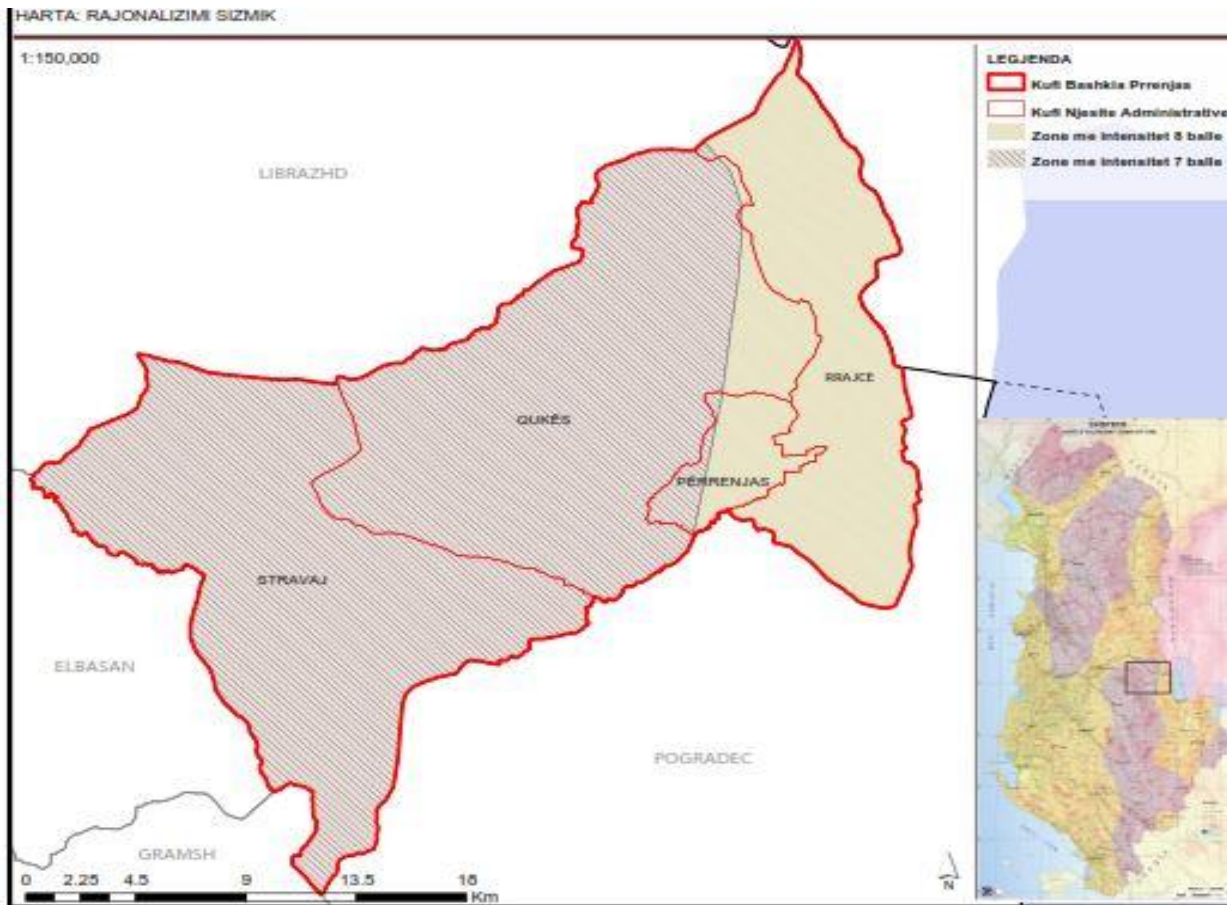 HARTA: RAJONALIZIMI SIZMIK
1:150,000
LEGJENDA
Kufi Bashkia Prrenjas
Kufi Njesite Administrative
Zone me intensitet 8 balle
Zone me intensitet 7 balle
LIBRAZHD
RRAJCE
QUKËS
PËRRENJAS
STRAVAJ
ELBASAN
POGRADEC
GRAMSH
0 2.25 4.5 9 13.5 18
Km
N